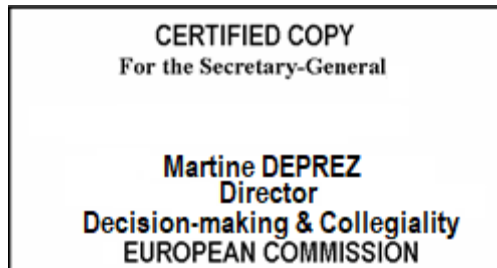 CERTIFIED COPY
For the Secretary-General
Martine DEPREZ
Director
Decision-making & Collegiality
EUROPEAN COMMISSION